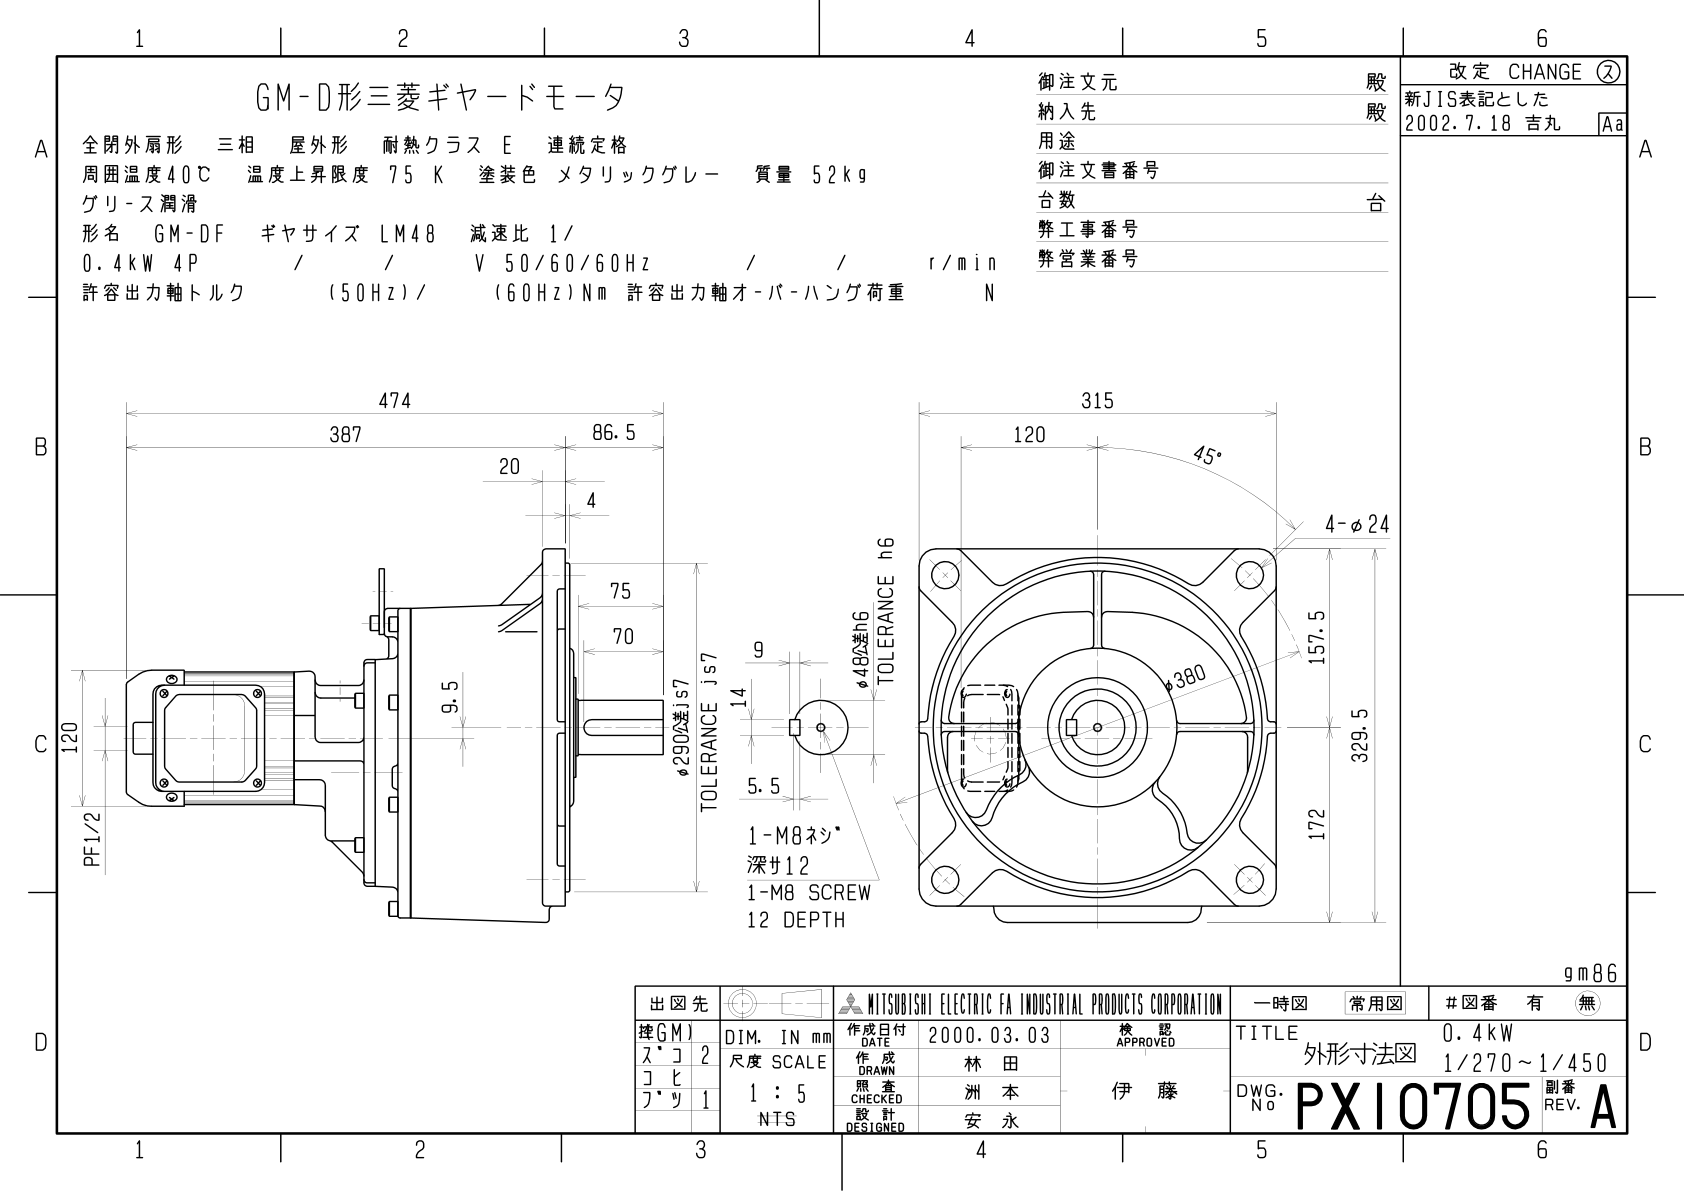 1 2 3 4 5 6
A B C D
GM-D形三菱ギヤードモータ
全閉外扇形 三相 屋外形 耐熱クラス E 連続定格
周囲温度40℃ 温度上昇限度 75 K 塗装色 メタリックグレー 質量 52kg
グリース潤滑
形名 GM-DF ギヤサイズ LM48 減速比 1/
0.4kW 4P / / V 50/60/60Hz / / r/min
許容出力軸トルク (50Hz)/ (60Hz)Nm 許容出力軸オーバーハング荷重 N
御注文元 殿
納入先 殿
用途
御注文書番号
台数 台
弊工事番号
弊営業番号
改定 CHANGE ス
新JIS表記とした
2002.7.18 吉丸 Aa
474
387
86.5
20
4
75
70
9.5
120
PF1/2
φ290公差js7
TOLERANCE js7
9
14
5.5
φ48公差h6
TOLERANCE h6
1-M8ネジ
深サ12
1-M8 SCREW
12 DEPTH
315
120
45°
4-φ24
φ380
157.5
172
329.5
gm86
出図先
GM)
スﾞコ 2
コヒ
フﾞツ 1
DIM. IN mm
尺度 SCALE
1 : 5
NTS
MITSUBISHI ELECTRIC FA INDUSTRIAL PRODUCTS CORPORATION
作成日付 DATE 2000.03.03
作成 DRAWN 林田
照査 CHECKED 洲本
設計 DESIGNED 安永
検認 APPROVED
伊藤
一時図 常用図 #図番 有 無
TITLE 外形寸法図
0.4kW
1/270~1/450
DWG. No PX10705 副番 REV. A
A B C D
1 2 3 4 5 6